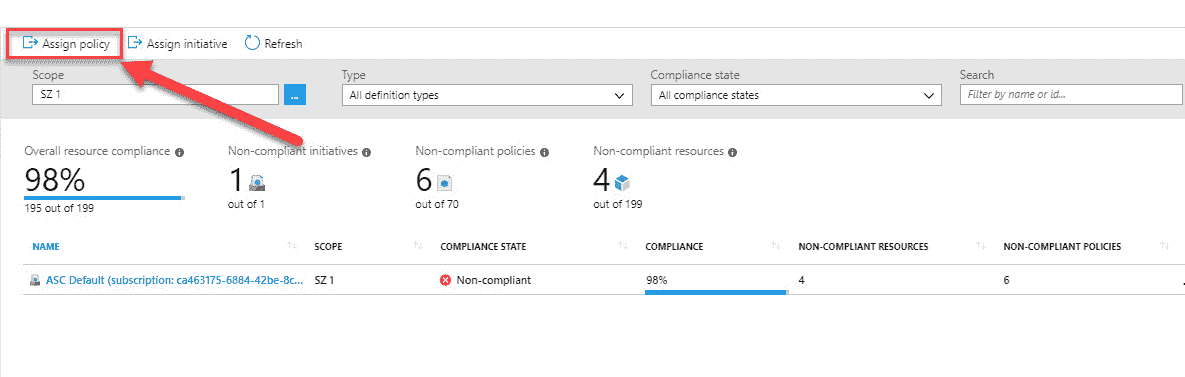 Assign policy Assign initiative Refresh
Scope Type Compliance state Search
SZ 1 ... All definition types All compliance states Filter by name or id...
Overall resource compliance Non-compliant initiatives Non-compliant policies Non-compliant resources
98% 1 6 4
195 out of 199 out of 1 out of 70 out of 199
NAME SCOPE COMPLIANCE STATE COMPLIANCE NON-COMPLIANT RESOURCES NON-COMPLIANT POLICIES
ASC Default (subscription: ca463175-6884-42be-8c... SZ 1 Non-compliant 98% 4 6